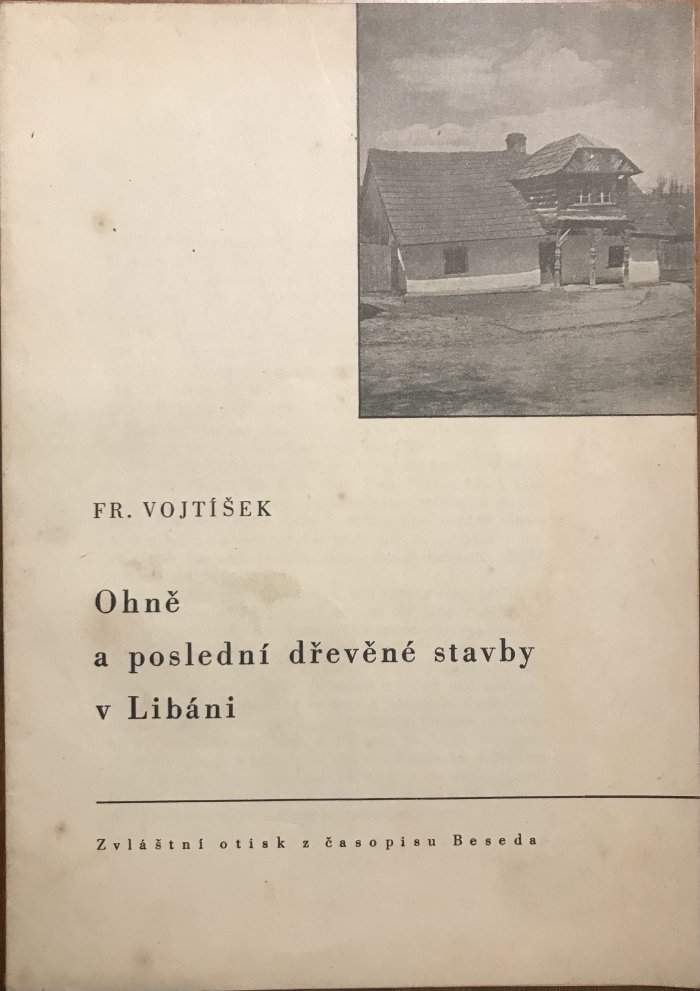 FR. VOJTÍŠEK
Ohně
a poslední dřevěné stavby
v Libáni
Zvláštní otisk z časopisu Beseda